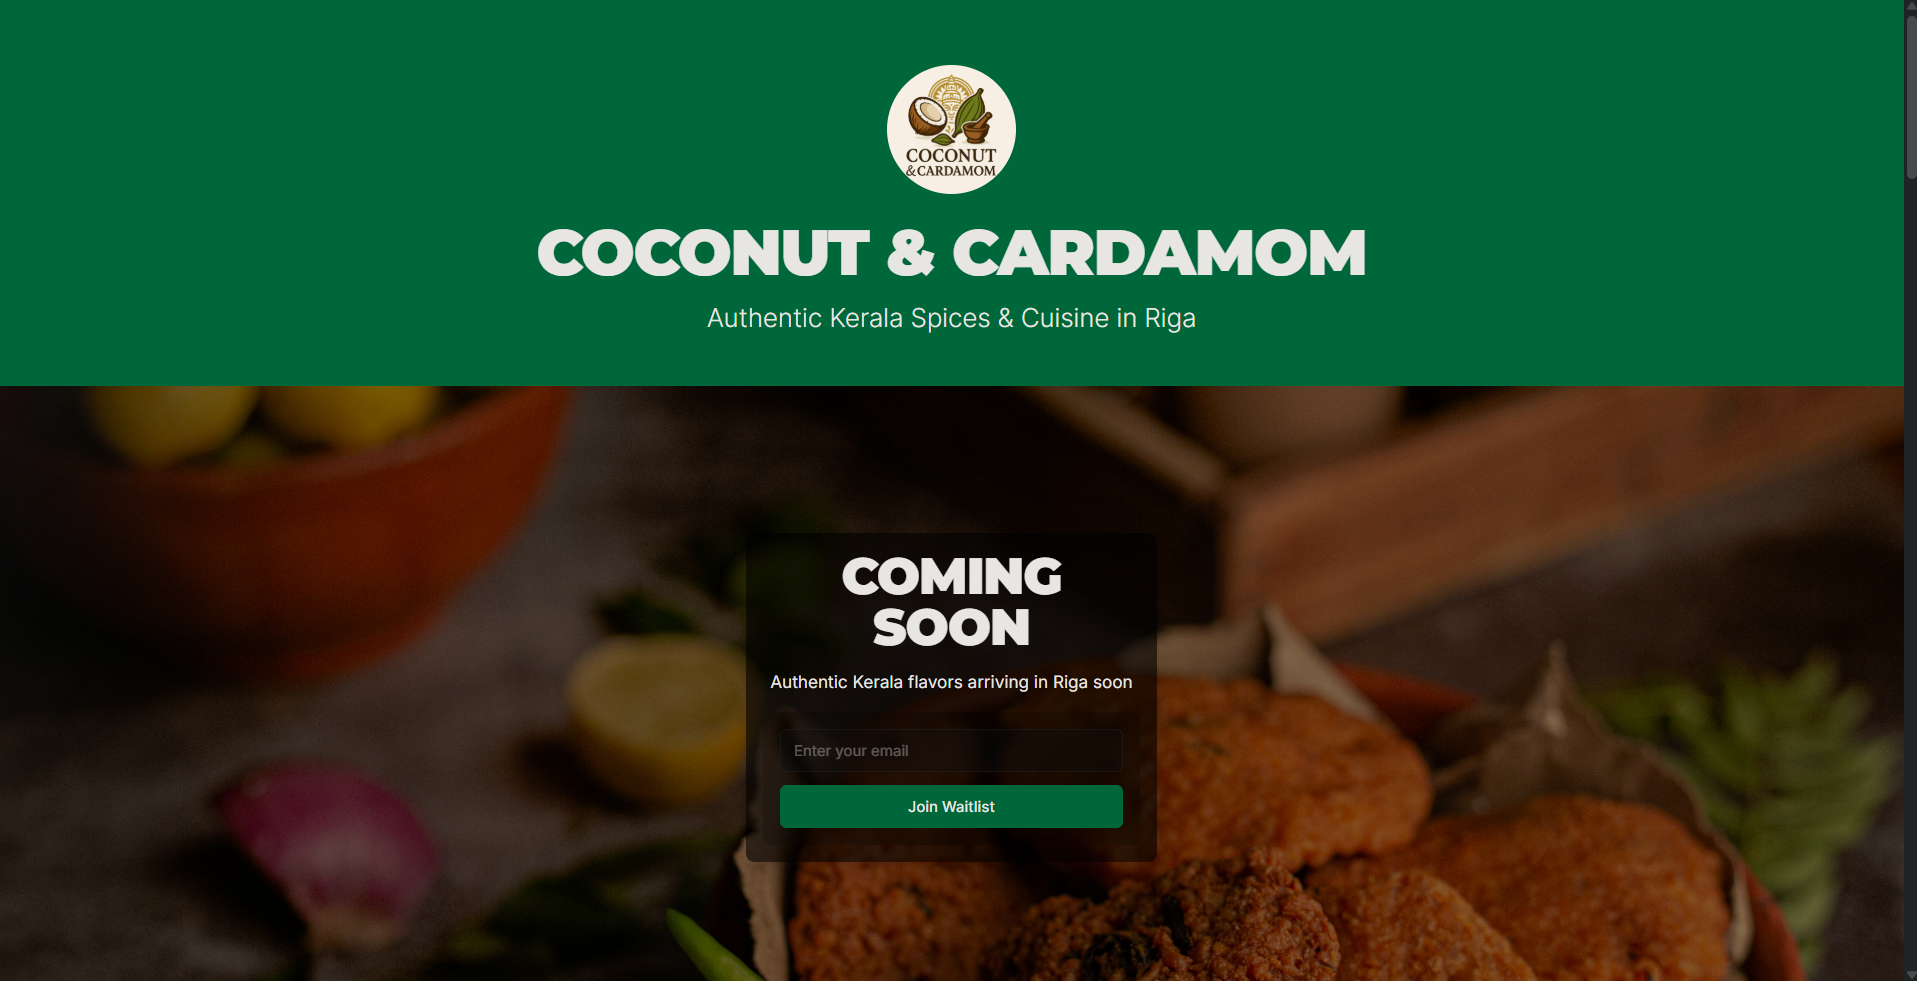 COCONUT
&CARDAMOM
COCONUT & CARDAMOM
Authentic Kerala Spices & Cuisine in Riga
COMING
SOON
Authentic Kerala flavors arriving in Riga soon
Enter your email
Join Waitlist